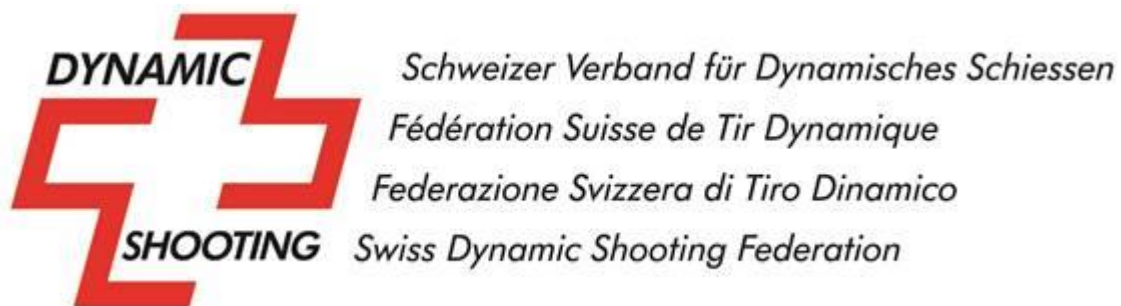 DYNAMIC
SHOOTING
Schweizer Verband für Dynamisches Schiessen
Fédération Suisse de Tir Dynamique
Federazione Svizzera di Tiro Dinamico
Swiss Dynamic Shooting Federation